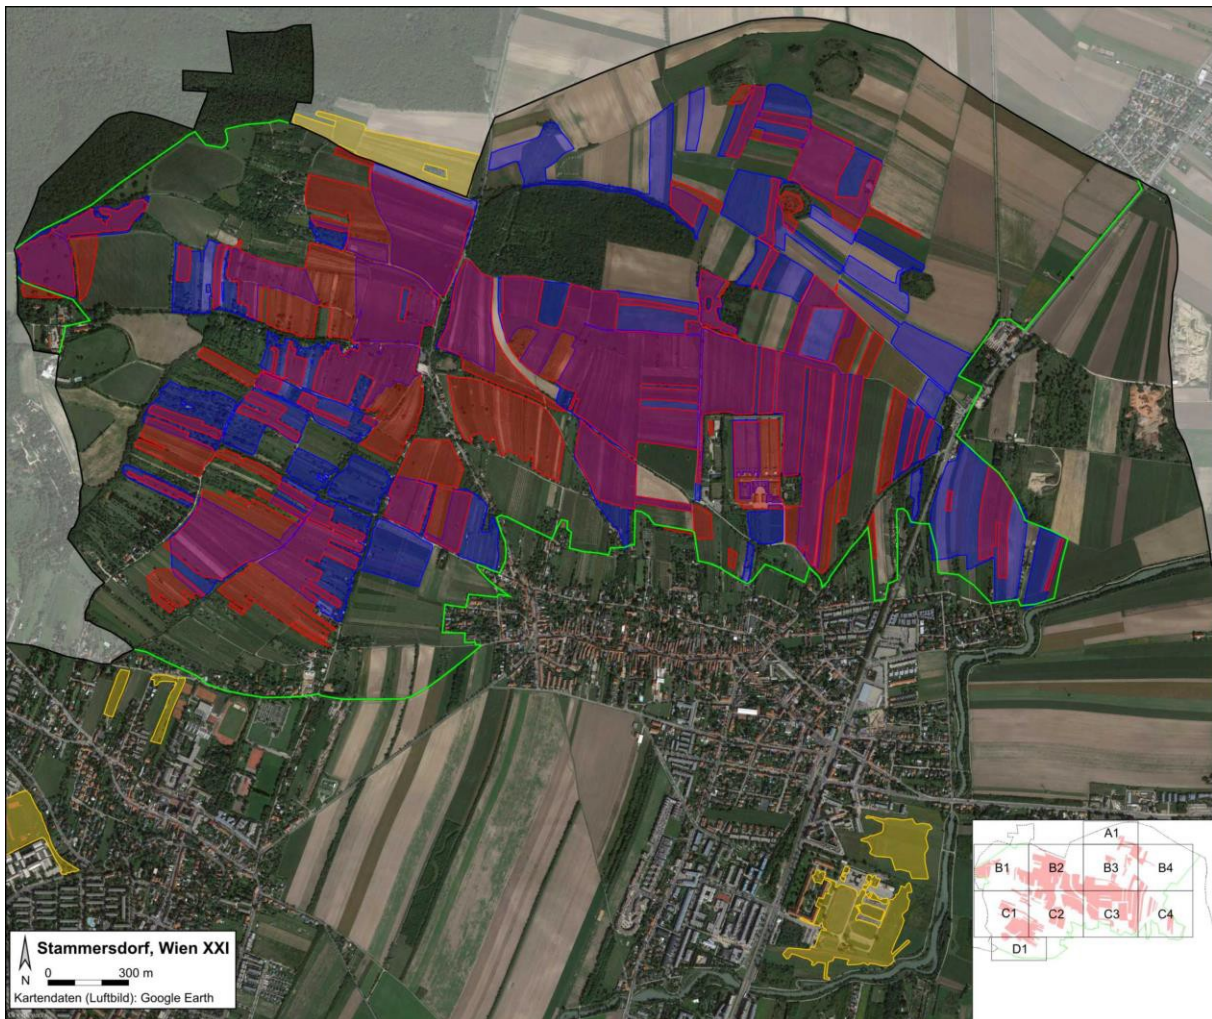 A1
B1
B2
B3
B4
C1
C2
C3
C4
D1
Stammersdorf, Wien XXI
N
0
300 m
Kartendaten (Luftbild): Google Earth